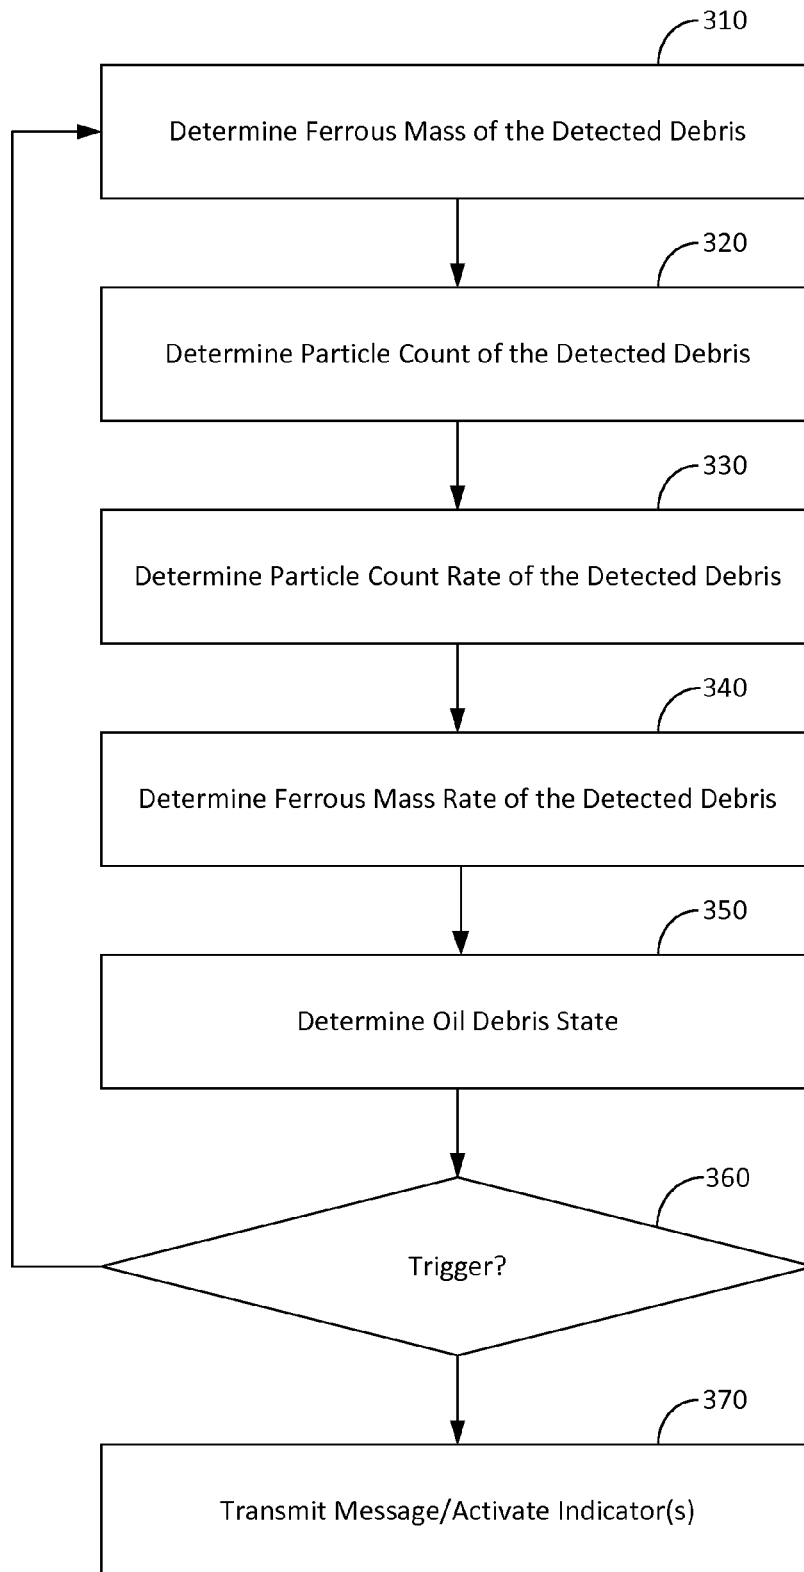 310
Determine Ferrous Mass of the Detected Debris
320
Determine Particle Count of the Detected Debris
330
Determine Particle Count Rate of the Detected Debris
340
Determine Ferrous Mass Rate of the Detected Debris
350
Determine Oil Debris State
360
Trigger?
370
Transmit Message/Activate Indicator(s)